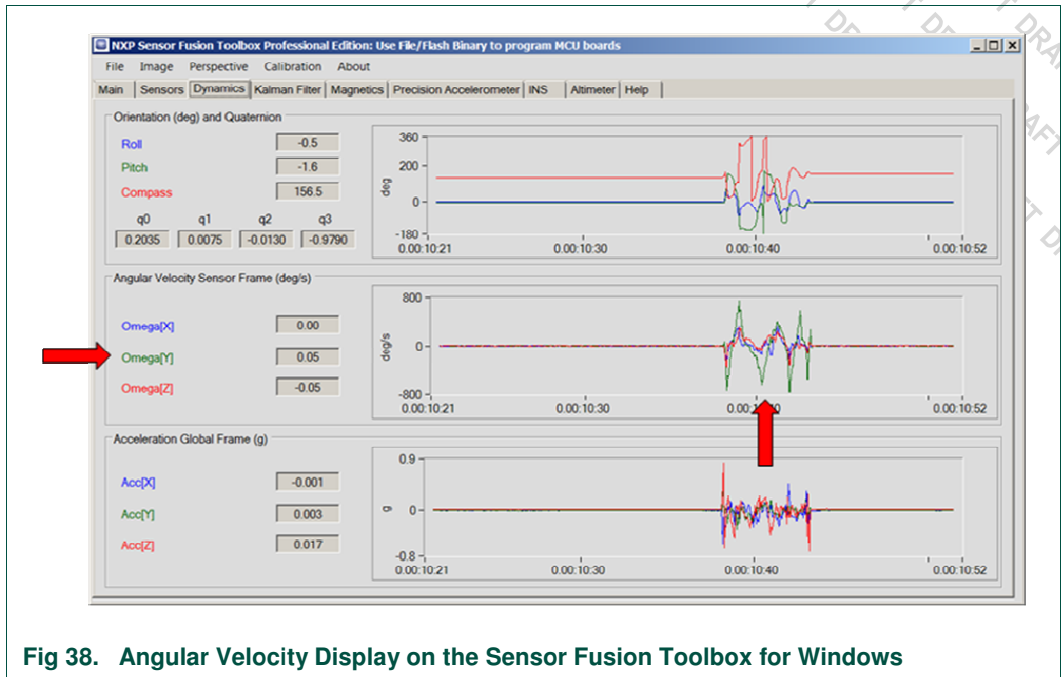 NXP Sensor Fusion Toolbox Professional Edition: Use File/Flash Binary to program MCU boards
File Image Perspective Calibration About
Main Sensors Dynamics Kalman Filter Magnetics Precision Accelerometer INS Altimeter Help
Orientation (deg) and Quaternion
Roll -0.5
Pitch -1.6
Compass 156.5
q0 q1 q2 q3
0.2035 0.0075 -0.0130 -0.9790
deg
360
200
0
-180
0.00:10:21 0.00:10:30 0.00:10:40 0.00:10:52
Angular Velocity Sensor Frame (deg/s)
Omega[X] 0.00
Omega[Y] 0.05
Omega[Z] -0.05
deg/s
800
0
-800
0.00:10:21 0.00:10:30 0.00: 0.00:10:52
Acceleration Global Frame (g)
Acc[X] -0.001
Acc[Y] 0.003
Acc[Z] 0.017
g
0.9
0
-0.8
0.00:10:21 0.00:10:30 0.00:10:40 0.00:10:52
Fig 38. Angular Velocity Display on the Sensor Fusion Toolbox for Windows